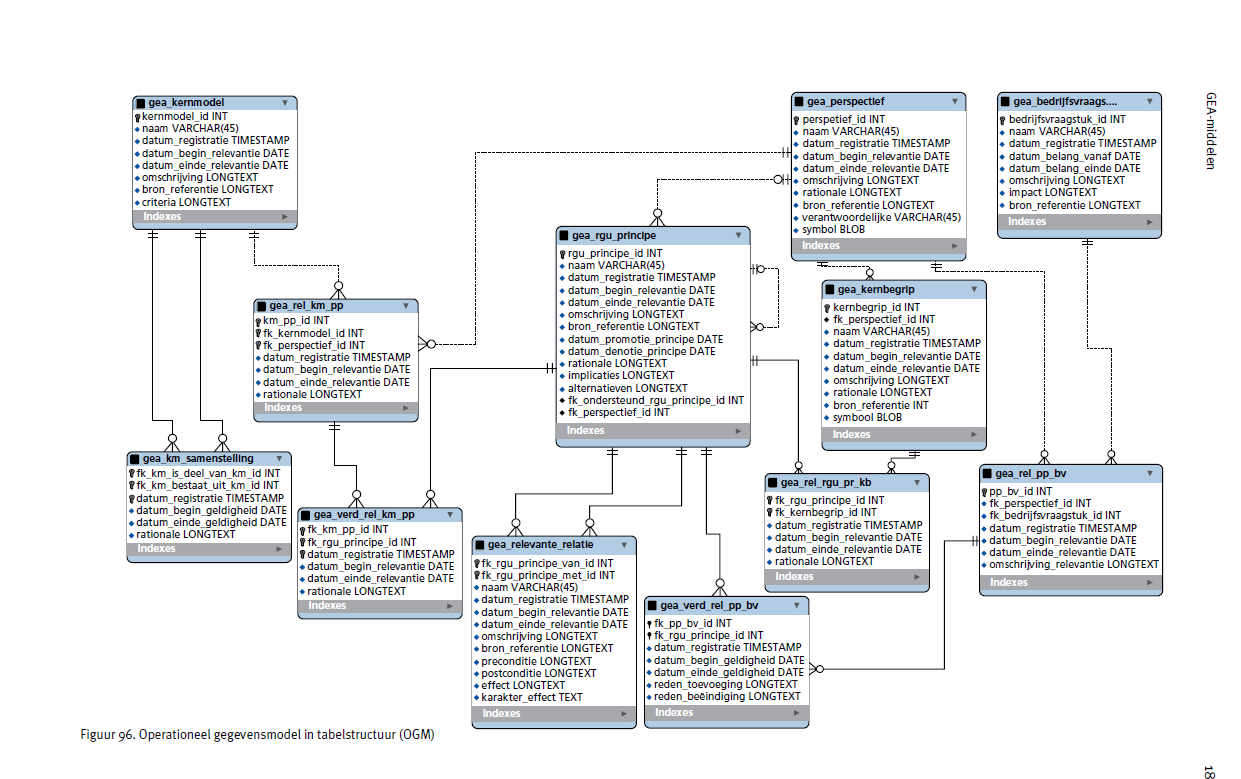 GEA-middelen
gea_kernmodel
kernmodel_id INT
naam VARCHAR(45)
datum_registratie TIMESTAMP
datum_begin_relevantie DATE
datum_einde_relevantie DATE
omschrijving LONGTEXT
bron_referentie LONGTEXT
criteria LONGTEXT
Indexes
gea_perspectief
perspetief_id INT
naam VARCHAR(45)
datum_registratie TIMESTAMP
datum_begin_relevantie DATE
datum_einde_relevantie DATE
omschrijving LONGTEXT
rationale LONGTEXT
bron_referentie LONGTEXT
verantwoordelijke VARCHAR(45)
symbol BLOB
Indexes
gea_bedrijfsvraags....
bedrijfsvraagstuk_id INT
naam VARCHAR(45)
datum_registratie TIMESTAMP
datum_belang_vanaf DATE
datum_belang_einde DATE
omschrijving LONGTEXT
impact LONGTEXT
bron_referentie LONGTEXT
Indexes
gea_rgu_principe
rgu_principe_id INT
naam VARCHAR(45)
datum_registratie TIMESTAMP
datum_begin_relevantie DATE
datum_einde_relevantie DATE
omschrijving LONGTEXT
bron_referentie LONGTEXT
datum_promotie_principe DATE
datum_denotie_principe DATE
rationale LONGTEXT
implicaties LONGTEXT
alternatieven LONGTEXT
fk_ondersteund_rgu_principe_id INT
fk_perspectief_id INT
Indexes
gea_kernbegrip
kernbegrip_id INT
fk_perspectief_id INT
naam VARCHAR(45)
datum_registratie TIMESTAMP
datum_begin_relevantie DATE
datum_einde_relevantie DATE
omschrijving LONGTEXT
rationale LONGTEXT
bron_referentie INT
symbool BLOB
Indexes
gea_rel_km_pp
km_pp_id INT
fk_kernmodel_id INT
fk_perspectief_id INT
datum_registratie TIMESTAMP
datum_begin_relevantie DATE
datum_einde_relevantie DATE
rationale LONGTEXT
Indexes
gea_km_samenstelling
fk_km_is_deel_van_km_id INT
fk_km_bestaat_uit_km_id INT
datum_registratie TIMESTAMP
datum_begin_geldigheid DATE
datum_einde_geldigheid DATE
rationale LONGTEXT
Indexes
gea_verd_rel_km_pp
fk_km_pp_id INT
fk_rgu_principe_id INT
datum_registratie TIMESTAMP
datum_begin_relevantie DATE
datum_einde_relevantie DATE
rationale LONGTEXT
Indexes
gea_relevante_relatie
fk_rgu_principe_van_id INT
fk_rgu_principe_met_id INT
naam VARCHAR(45)
datum_registratie TIMESTAMP
datum_begin_relevantie DATE
datum_einde_relevantie DATE
omschrijving LONGTEXT
bron_referentie LONGTEXT
preconditie LONGTEXT
postconditie LONGTEXT
effect LONGTEXT
karakter_effect TEXT
Indexes
gea_rel_rgu_pr_kb
fk_rgu_principe_id INT
fk_kernbegrip_id INT
datum_registratie TIMESTAMP
datum_begin_relevantie DATE
datum_einde_relevantie DATE
rationale LONGTEXT
Indexes
gea_rel_pp_bv
pp_bv_id INT
fk_perspectief_id INT
fk_bedrijfsvraagstuk_id INT
datum_registratie TIMESTAMP
datum_begin_relevantie DATE
datum_einde_relevantie DATE
omschrijving_relevantie LONGTEXT
Indexes
gea_verd_rel_pp_bv
fk_pp_bv_id INT
fk_rgu_principe_id INT
datum_registratie TIMESTAMP
datum_begin_geldigheid DATE
datum_einde_geldigheid DATE
reden_toevoeging LONGTEXT
reden_beëindiging LONGTEXT
Indexes
Figuur 96. Operationeel gegevensmodel in tabelstructuur (OGM)
18